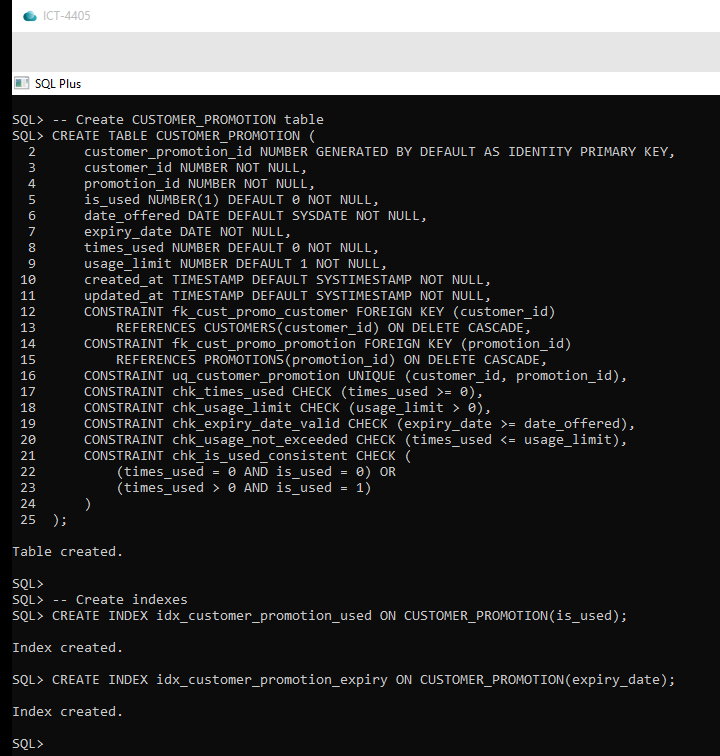 ICT-4405
SQL Plus
SQL> -- Create CUSTOMER_PROMOTION table
SQL> CREATE TABLE CUSTOMER_PROMOTION (
  2      customer_promotion_id NUMBER GENERATED BY DEFAULT AS IDENTITY PRIMARY KEY,
  3      customer_id NUMBER NOT NULL,
  4      promotion_id NUMBER NOT NULL,
  5      is_used NUMBER(1) DEFAULT 0 NOT NULL,
  6      date_offered DATE DEFAULT SYSDATE NOT NULL,
  7      expiry_date DATE NOT NULL,
  8      times_used NUMBER DEFAULT 0 NOT NULL,
  9      usage_limit NUMBER DEFAULT 1 NOT NULL,
 10      created_at TIMESTAMP DEFAULT SYSTIMESTAMP NOT NULL,
 11      updated_at TIMESTAMP DEFAULT SYSTIMESTAMP NOT NULL,
 12      CONSTRAINT fk_cust_promo_customer FOREIGN KEY (customer_id)
 13          REFERENCES CUSTOMERS(customer_id) ON DELETE CASCADE,
 14      CONSTRAINT fk_cust_promo_promotion FOREIGN KEY (promotion_id)
 15          REFERENCES PROMOTIONS(promotion_id) ON DELETE CASCADE,
 16      CONSTRAINT uq_customer_promotion UNIQUE (customer_id, promotion_id),
 17      CONSTRAINT chk_times_used CHECK (times_used >= 0),
 18      CONSTRAINT chk_usage_limit CHECK (usage_limit > 0),
 19      CONSTRAINT chk_expiry_date_valid CHECK (expiry_date >= date_offered),
 20      CONSTRAINT chk_usage_not_exceeded CHECK (times_used <= usage_limit),
 21      CONSTRAINT chk_is_used_consistent CHECK (
 22          (times_used = 0 AND is_used = 0) OR
 23          (times_used > 0 AND is_used = 1)
 24      )
 25  );
Table created.
SQL>
SQL> -- Create indexes
SQL> CREATE INDEX idx_customer_promotion_used ON CUSTOMER_PROMOTION(is_used);
Index created.
SQL> CREATE INDEX idx_customer_promotion_expiry ON CUSTOMER_PROMOTION(expiry_date);
Index created.
SQL>